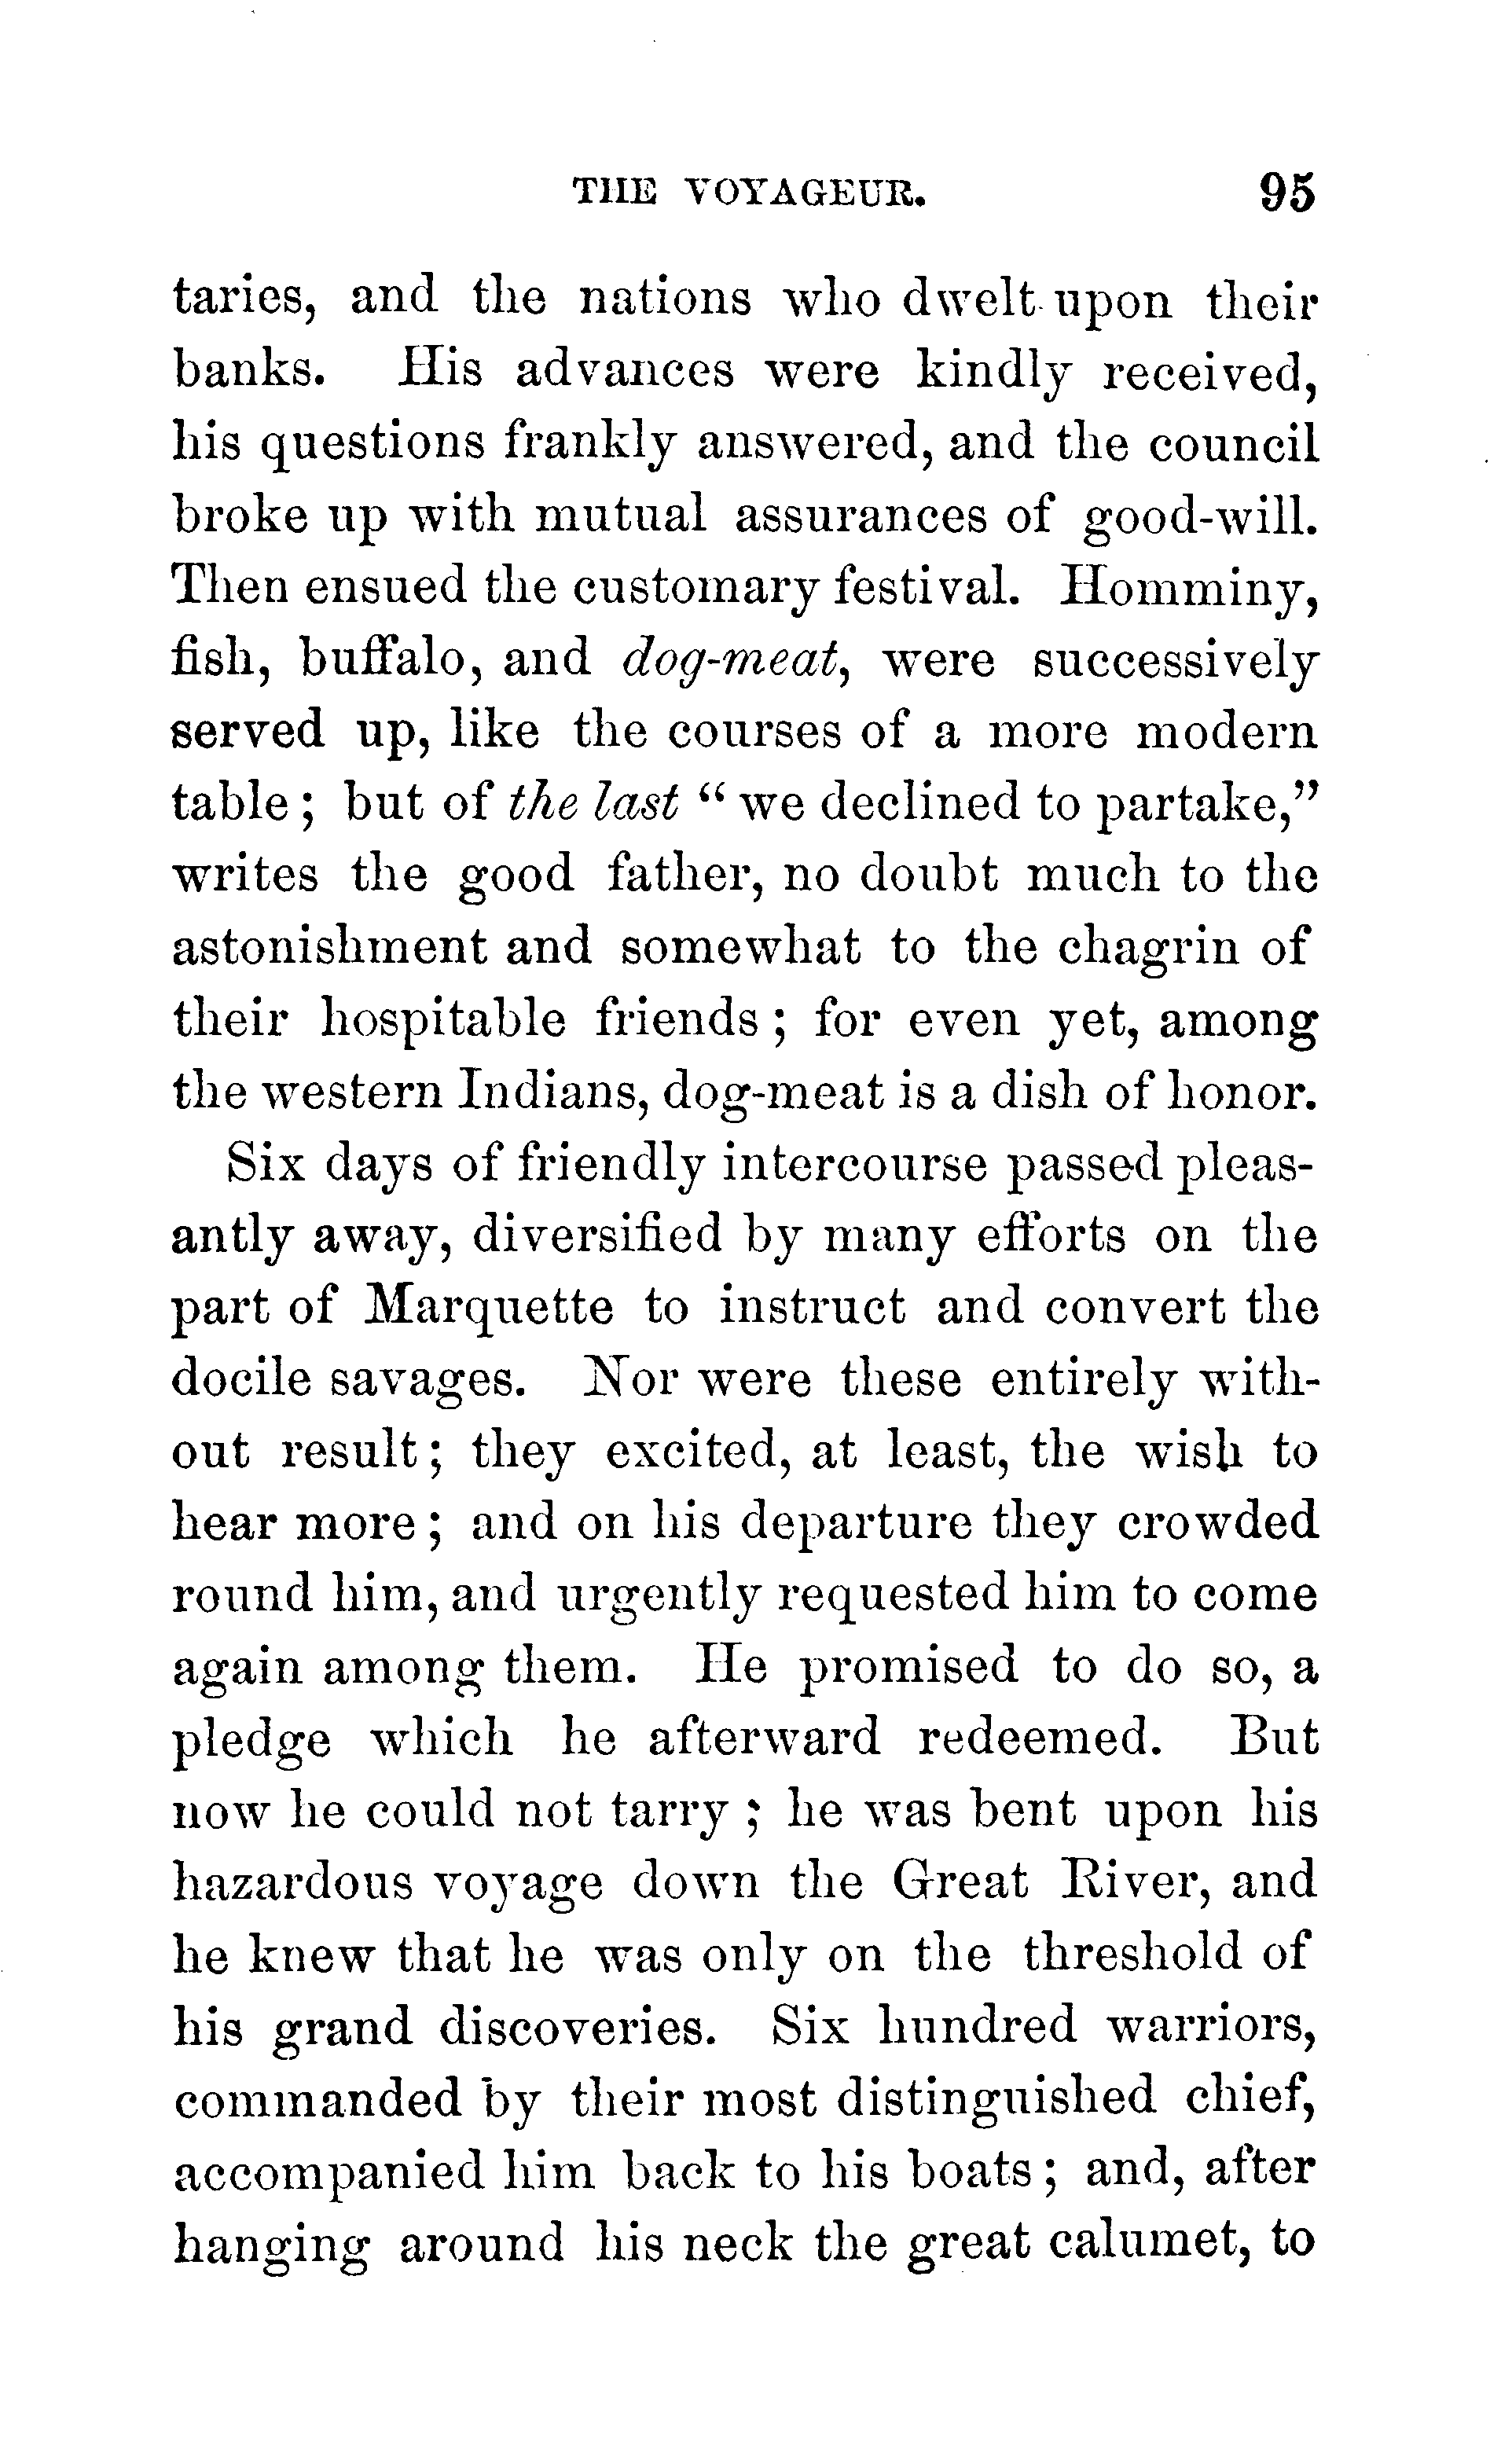 THE VOYAGEUR. 95
taries, and the nations who dwelt upon their
banks. His advances were kindly received,
his questions frankly answered, and the council
broke up with mutual assurances of good-will.
Then ensued the customary festival. Homminy,
fish, buffalo, and dog-meat, were successively
served up, like the courses of a more modern
table; but of the last “we declined to partake,”
writes the good father, no doubt much to the
astonishment and somewhat to the chagrin of
their hospitable friends; for even yet, among
the western Indians, dog-meat is a dish of honor.
Six days of friendly intercourse passed pleas-
antly away, diversified by many efforts on the
part of Marquette to instruct and convert the
docile savages. Nor were these entirely with-
out result; they excited, at least, the wish to
hear more; and on his departure they crowded
round him, and urgently requested him to come
again among them. He promised to do so, a
pledge which he afterward redeemed. But
now he could not tarry; he was bent upon his
hazardous voyage down the Great River, and
he knew that he was only on the threshold of
his grand discoveries. Six hundred warriors,
commanded by their most distinguished chief,
accompanied him back to his boats; and, after
hanging around his neck the great calumet, to